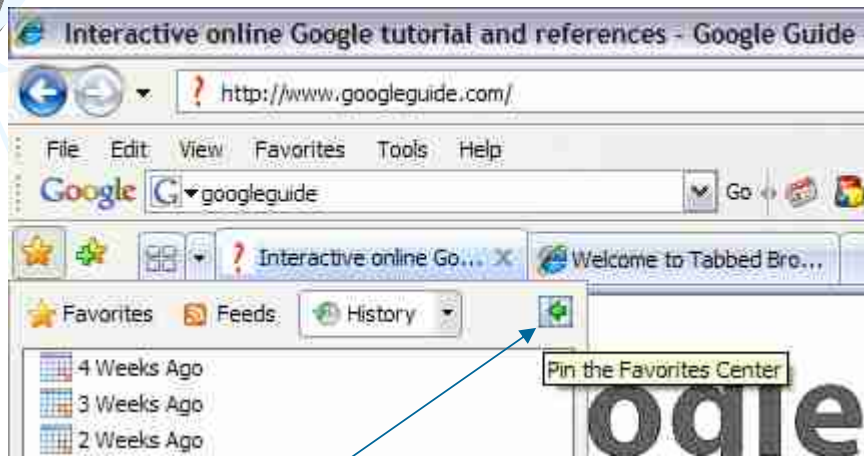 Interactive online Google tutorial and references - Google Guide
? http://www.googleguide.com/
File Edit View Favorites Tools Help
Google G googleguide Go
? Interactive online Go... X Welcome to Tabbed Bro...
Favorites Feeds History
4 Weeks Ago
Pin the Favorites Center
3 Weeks Ago
2 Weeks Ago
ogle